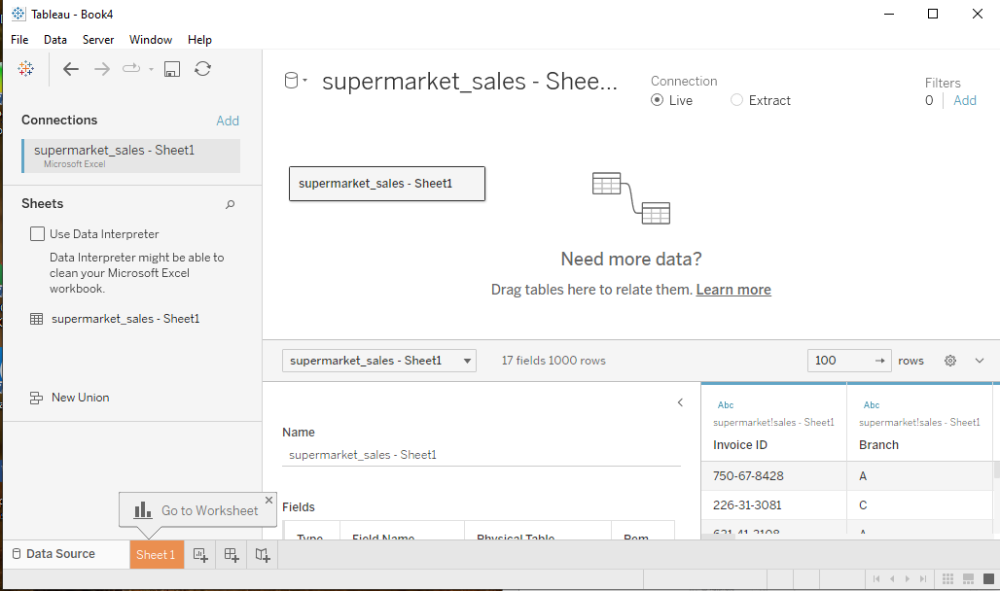 Tableau - Book4
File Data Server Window Help
Connections Add
supermarket_sales - Sheet1
Microsoft Excel
Sheets
Use Data Interpreter
Data Interpreter might be able to
clean your Microsoft Excel
workbook.
supermarket_sales - Sheet1
New Union
supermarket_sales - Shee...
Connection
Live Extract
Filters
0 Add
supermarket_sales - Sheet1
Need more data?
Drag tables here to relate them. Learn more
supermarket_sales - Sheet1 17 fields 1000 rows 100 → rows
Name
supermarket_sales - Sheet1
Fields
Type Field Name Physical Table Rem
Abc Abc
supermarket!sales - Sheet1 supermarket!sales - Sheet1
Invoice ID Branch
750-67-8428 A
226-31-3081 C
631-41-3108 A
Go to Worksheet
Data Source Sheet 1